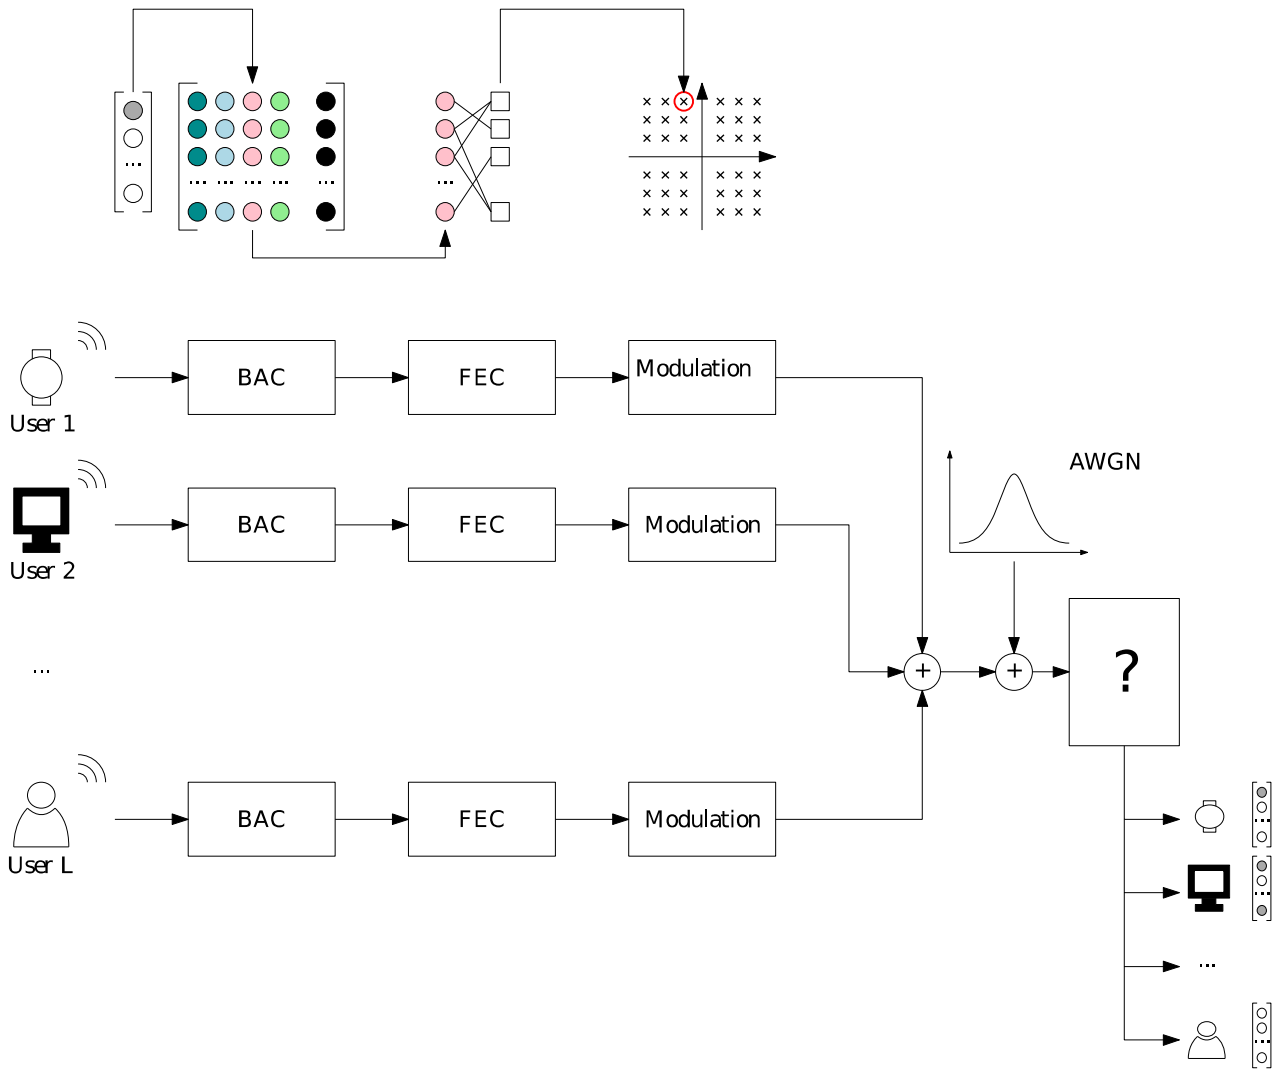 BAC
FEC
Modulation
User 1
AWGN
BAC
FEC
Modulation
User 2
...
+
+
?
BAC
FEC
Modulation
User L
...